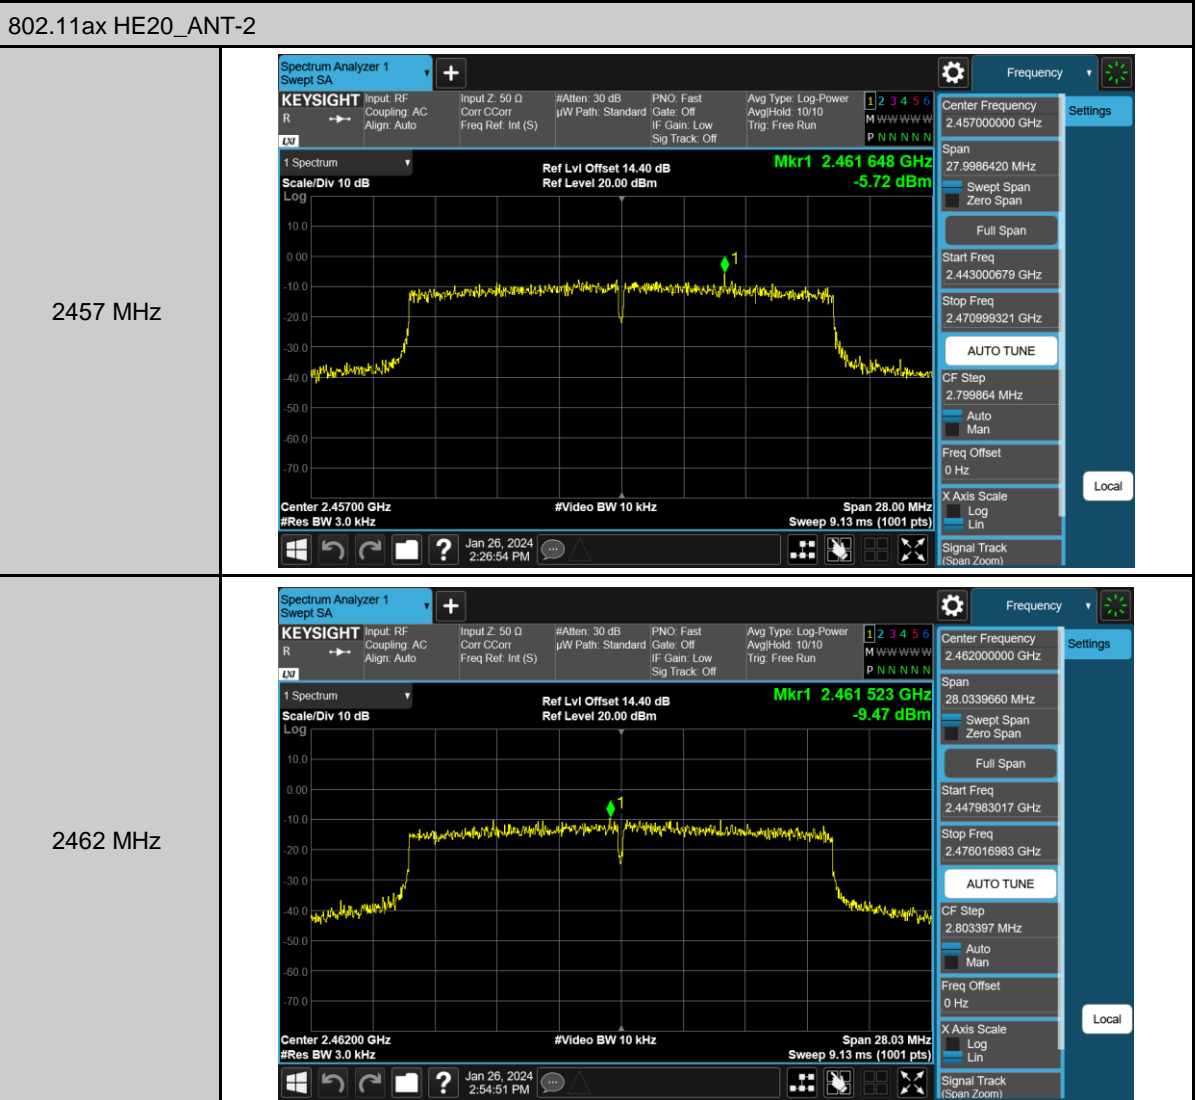 802.11ax HE20_ANT-2
2457 MHz
Spectrum Analyzer 1
Swept SA
Frequency
KEYSIGHT
R
LXI
Input: RF
Coupling: AC
Align: Auto
Input Z: 50 Ω
Corr CCorr
Freq Ref: Int (S)
#Atten: 30 dB
µW Path: Standard
PNO: Fast
Gate: Off
IF Gain: Low
Sig Track: Off
Avg Type: Log-Power
Avg|Hold: 10/10
Trig: Free Run
1 2 3 4 5 6
M W W W W W
P N N N N N
1 Spectrum
Scale/Div 10 dB
Log
Ref Lvl Offset 14.40 dB
Ref Level 20.00 dBm
Mkr1 2.461 648 GHz
-5.72 dBm
1
10.0
0.00
-10.0
-20.0
-30.0
-40.0
-50.0
-60.0
-70.0
Center 2.45700 GHz
#Res BW 3.0 kHz
#Video BW 10 kHz
Span 28.00 MHz
Sweep 9.13 ms (1001 pts)
Jan 26, 2024
2:26:54 PM
Center Frequency
2.457000000 GHz
Settings
Span
27.9986420 MHz
Swept Span
Zero Span
Full Span
Start Freq
2.443000679 GHz
Stop Freq
2.470999321 GHz
AUTO TUNE
CF Step
2.799864 MHz
Auto
Man
Freq Offset
0 Hz
X Axis Scale
Log
Lin
Local
Signal Track
(Span Zoom)
2462 MHz
Spectrum Analyzer 1
Swept SA
Frequency
KEYSIGHT
R
LXI
Input: RF
Coupling: AC
Align: Auto
Input Z: 50 Ω
Corr CCorr
Freq Ref: Int (S)
#Atten: 30 dB
µW Path: Standard
PNO: Fast
Gate: Off
IF Gain: Low
Sig Track: Off
Avg Type: Log-Power
Avg|Hold: 10/10
Trig: Free Run
1 2 3 4 5 6
M W W W W W
P N N N N N
1 Spectrum
Scale/Div 10 dB
Log
Ref Lvl Offset 14.40 dB
Ref Level 20.00 dBm
Mkr1 2.461 523 GHz
-9.47 dBm
1
10.0
0.00
-10.0
-20.0
-30.0
-40.0
-50.0
-60.0
-70.0
Center 2.46200 GHz
#Res BW 3.0 kHz
#Video BW 10 kHz
Span 28.03 MHz
Sweep 9.13 ms (1001 pts)
Jan 26, 2024
2:54:51 PM
Center Frequency
2.462000000 GHz
Settings
Span
28.0339660 MHz
Swept Span
Zero Span
Full Span
Start Freq
2.447983017 GHz
Stop Freq
2.476016983 GHz
AUTO TUNE
CF Step
2.803397 MHz
Auto
Man
Freq Offset
0 Hz
X Axis Scale
Log
Lin
Local
Signal Track
(Span Zoom)